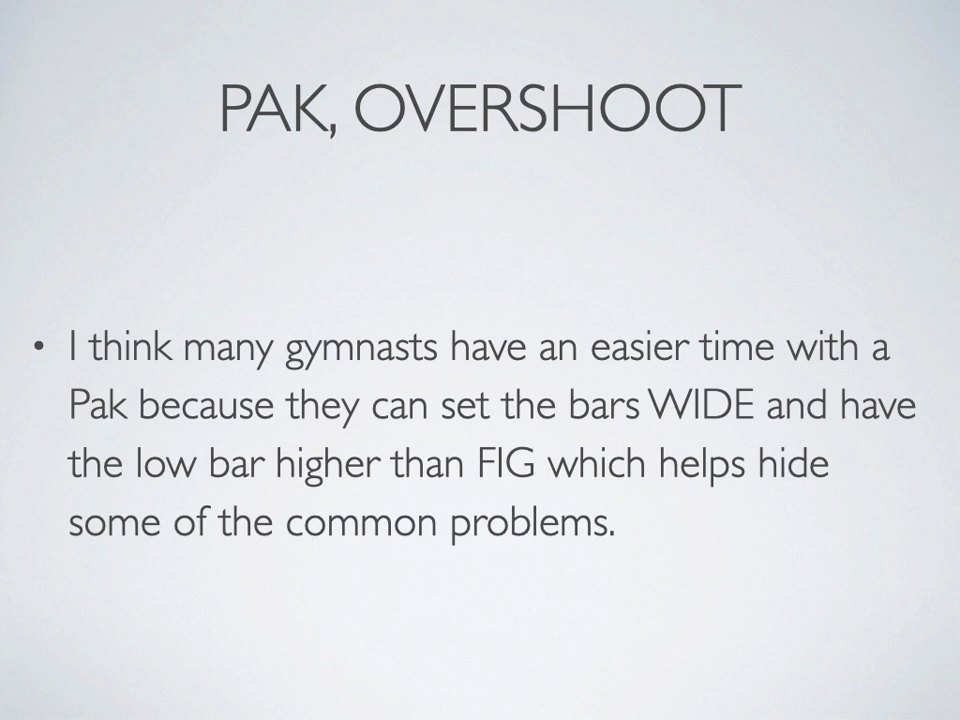 PAK, OVERSHOOT
• I think many gymnasts have an easier time with a
Pak because they can set the bars WIDE and have
the low bar higher than FIG which helps hide
some of the common problems.